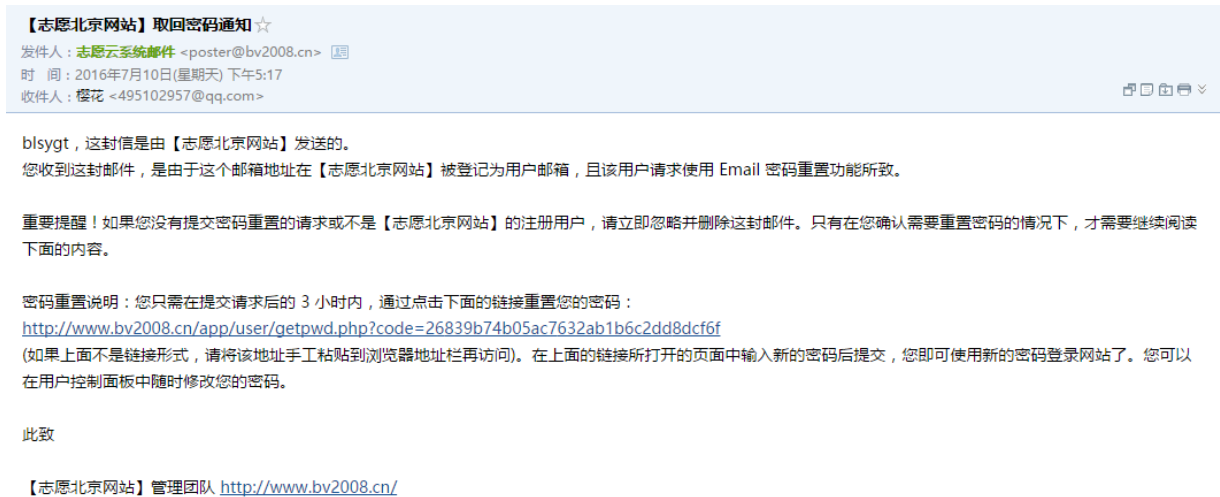 【志愿北京网站】取回密码通知☆
发件人：志愿云系统邮件 <poster@bv2008.cn>
时 间：2016年7月10日(星期天) 下午5:17
收件人：樱花 <495102957@qq.com>
blsygt，这封信是由【志愿北京网站】发送的。
您收到这封邮件，是由于这个邮箱地址在【志愿北京网站】被登记为用户邮箱，且该用户请求使用 Email 密码重置功能所致。
重要提醒！如果您没有提交密码重置的请求或不是【志愿北京网站】的注册用户，请立即忽略并删除这封邮件。只有在您确认需要重置密码的情况下，才需要继续阅读
下面的内容。
密码重置说明：您只需在提交请求后的 3 小时内，通过点击下面的链接重置您的密码：
http://www.bv2008.cn/app/user/getpwd.php?code=26839b74b05ac7632ab1b6c2dd8dcf6f
(如果上面不是链接形式，请将该地址手工粘贴到浏览器地址栏再访问)。在上面的链接所打开的页面中输入新的密码后提交，您即可使用新的密码登录网站了。您可以
在用户控制面板中随时修改您的密码。
此致
【志愿北京网站】管理团队 http://www.bv2008.cn/